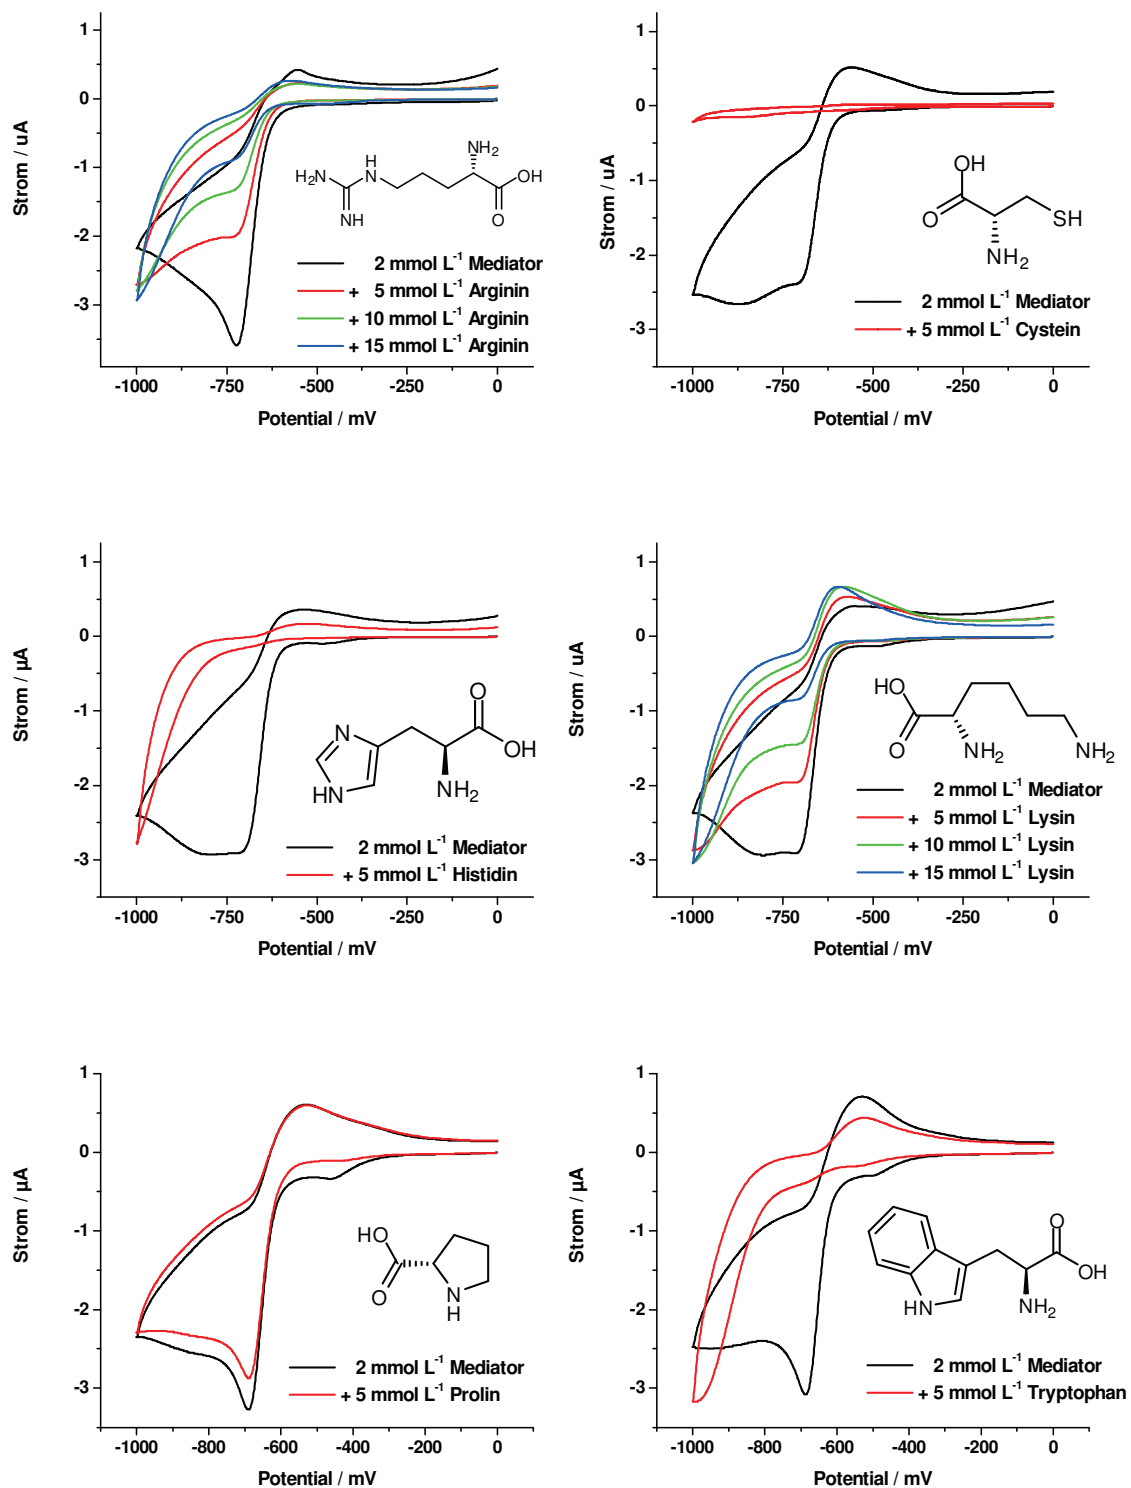 1
0
-1
-2
-3
Strom / uA
-1000
-750
-500
-250
0
Potential / mV
H₂N
NH
H
N
NH₂
OH
O
2 mmol L⁻¹ Mediator
+ 5 mmol L⁻¹ Arginin
+ 10 mmol L⁻¹ Arginin
+ 15 mmol L⁻¹ Arginin
1
0
-1
-2
-3
Strom / uA
-1000
-750
-500
-250
0
Potential / mV
OH
O
SH
NH₂
2 mmol L⁻¹ Mediator
+ 5 mmol L⁻¹ Cystein
1
0
-1
-2
-3
Strom / µA
-1000
-750
-500
-250
0
Potential / mV
N
HN
O
OH
NH₂
2 mmol L⁻¹ Mediator
+ 5 mmol L⁻¹ Histidin
1
0
-1
-2
-3
Strom / uA
-1000
-750
-500
-250
0
Potential / mV
HO
O
NH₂
NH₂
2 mmol L⁻¹ Mediator
+ 5 mmol L⁻¹ Lysin
+ 10 mmol L⁻¹ Lysin
+ 15 mmol L⁻¹ Lysin
1
0
-1
-2
-3
Strom / µA
-1000
-800
-600
-400
-200
0
Potential / mV
HO
O
N
H
2 mmol L⁻¹ Mediator
+ 5 mmol L⁻¹ Prolin
1
0
-1
-2
-3
Strom / µA
-1000
-800
-600
-400
-200
0
Potential / mV
O
OH
HN
NH₂
2 mmol L⁻¹ Mediator
+ 5 mmol L⁻¹ Tryptophan